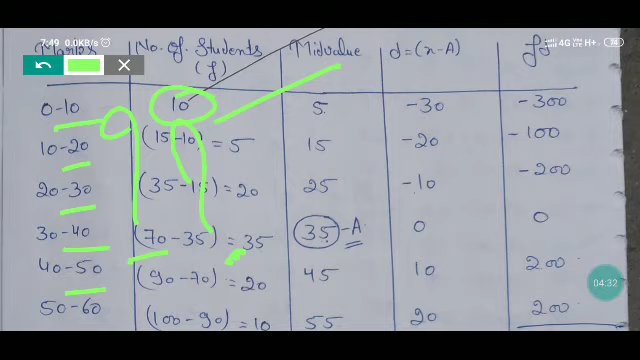 7:49 0.0KB/s 4G VoLTE H+
Marks No. of Students Midvalue d=(x-A) fd
(f)
0-10 10 5 -30 -300
10-20 (15-10) = 5 15 -20 -100
20-30 (35-15) = 20 25 -10 -200
30-40 (70-35) = 35 35-A 0 0
40-50 (90-70) = 20 45 10 200
50-60 (100-90) = 10 55 20 200
04:32